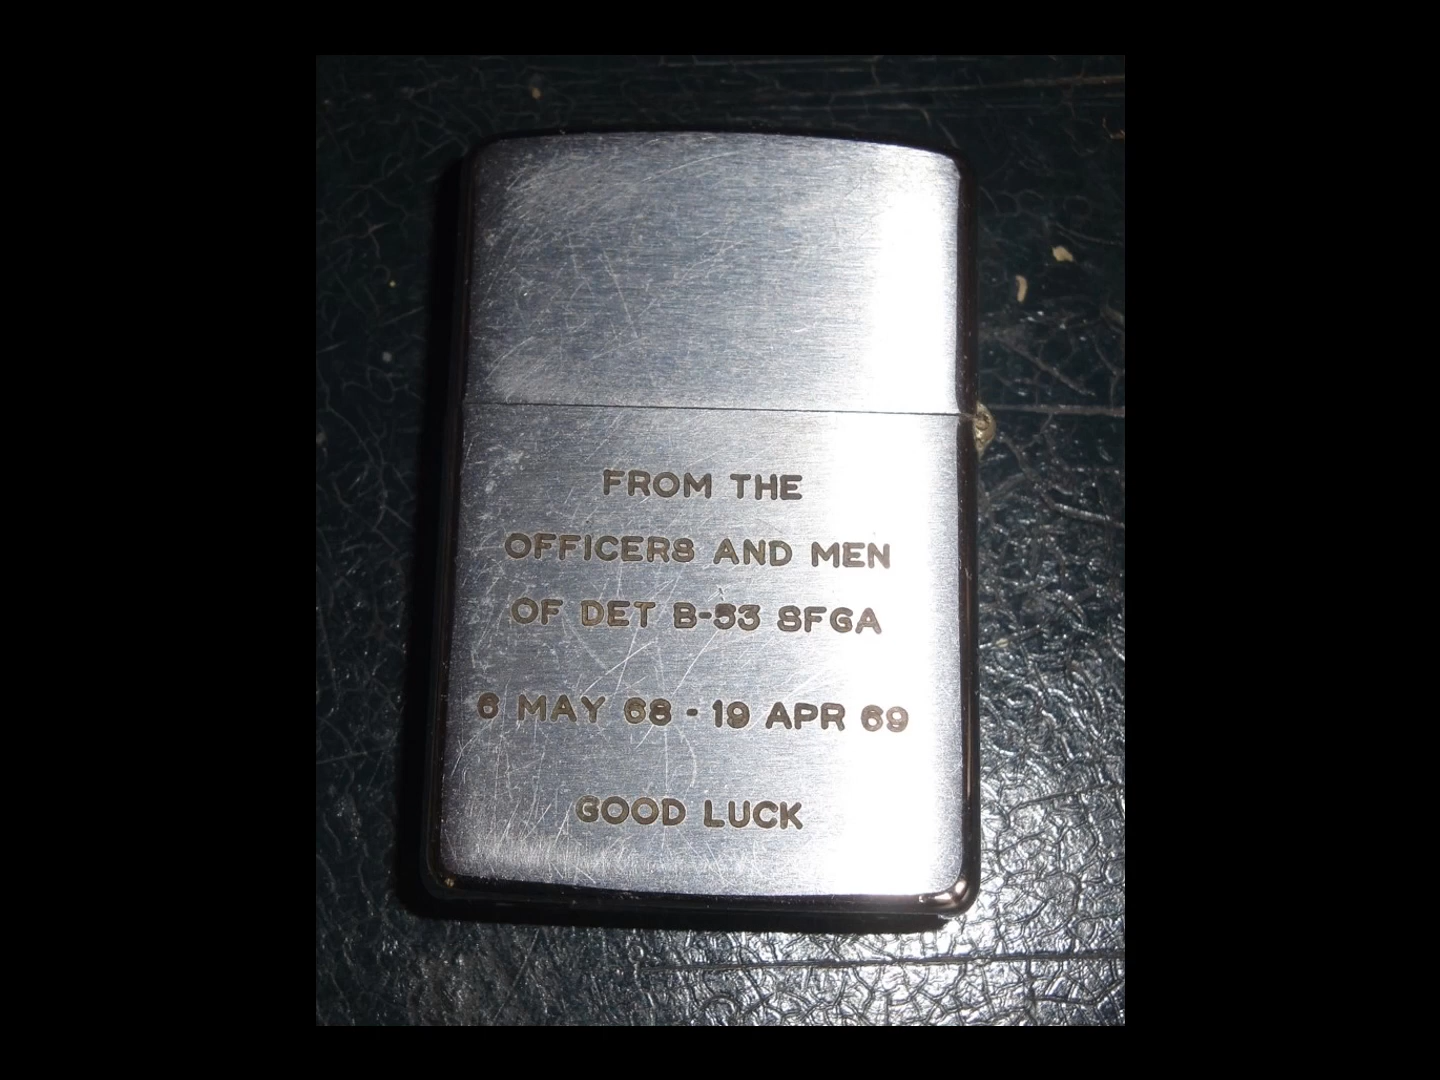 FROM THE
OFFICERS AND MEN
OF DET B-53 SFGA
6 MAY 68 - 19 APR 69
GOOD LUCK